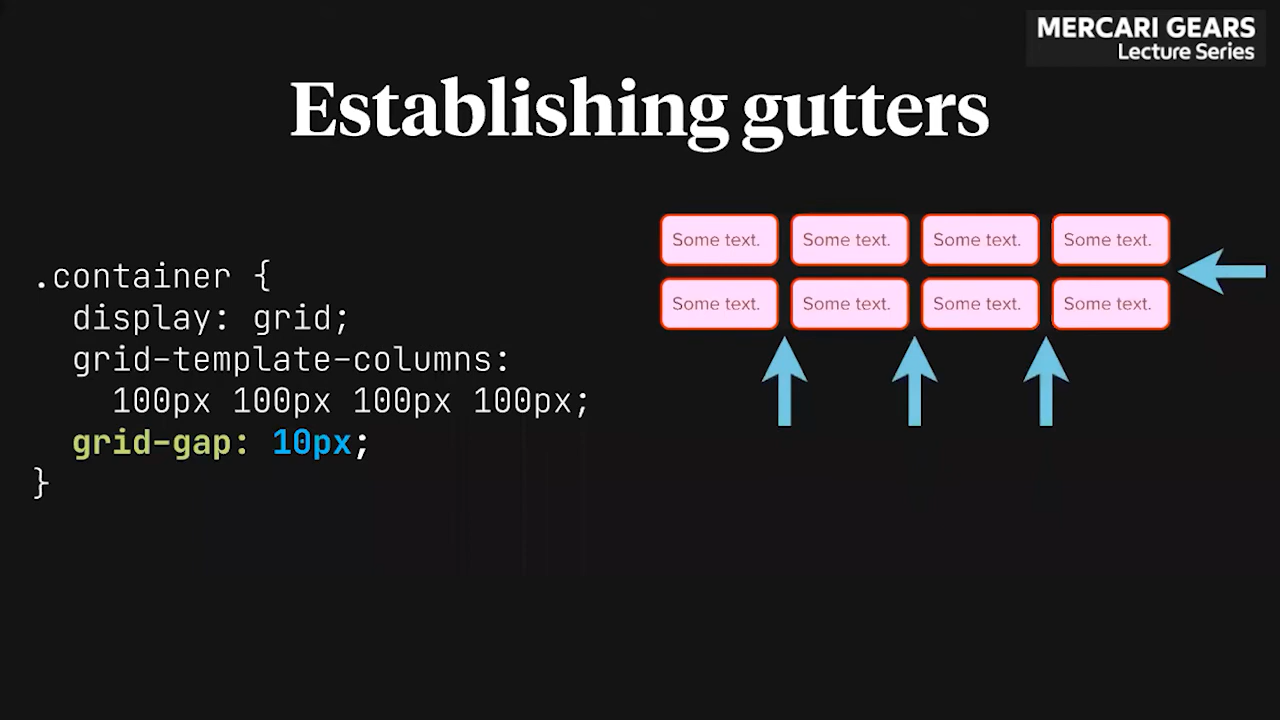 MERCARI GEARS
Lecture Series
Establishing gutters
.container {
display: grid;
grid-template-columns:
100px 100px 100px 100px;
grid-gap: 10px;
}
Some text. Some text. Some text. Some text.
Some text. Some text. Some text. Some text.